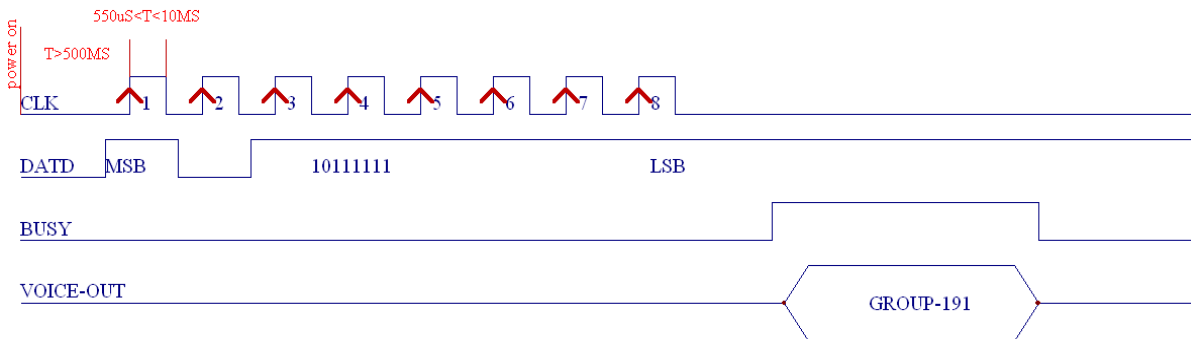 550uS<T<10MS
power on
T>500MS
CLK 1 2 3 4 5 6 7 8
DATD MSB 10111111 LSB
BUSY
VOICE-OUT GROUP-191